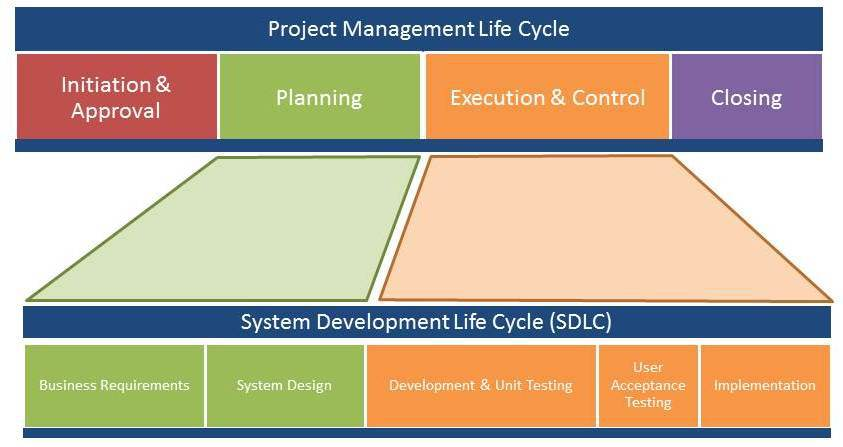 Project Management Life Cycle
Initiation &
Approval
Planning
Execution & Control
Closing
System Development Life Cycle (SDLC)
Business Requirements
System Design
Development & Unit Testing
User
Acceptance
Testing
Implementation